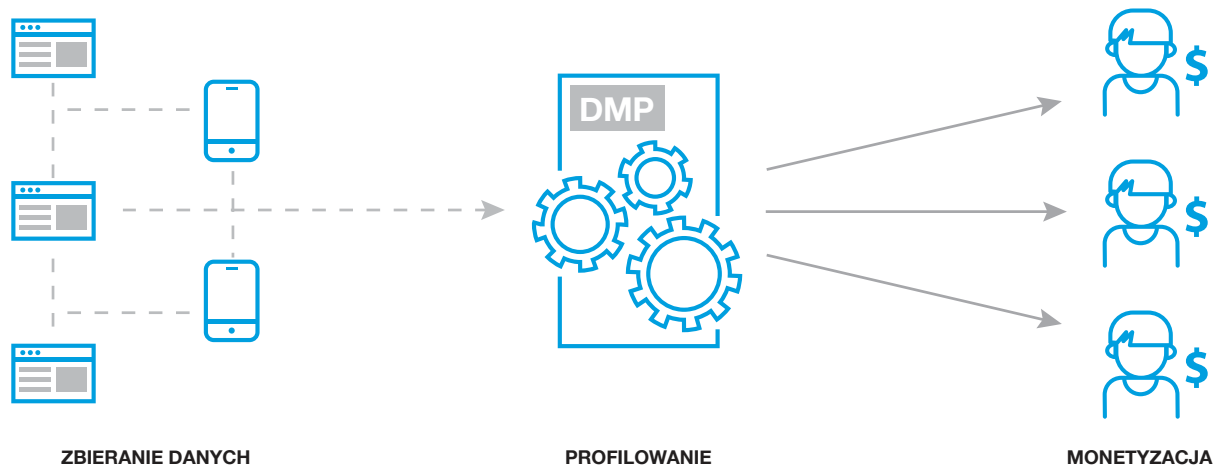 DMP
$
$
$
ZBIERANIE DANYCH
PROFILOWANIE
MONETYZACJA